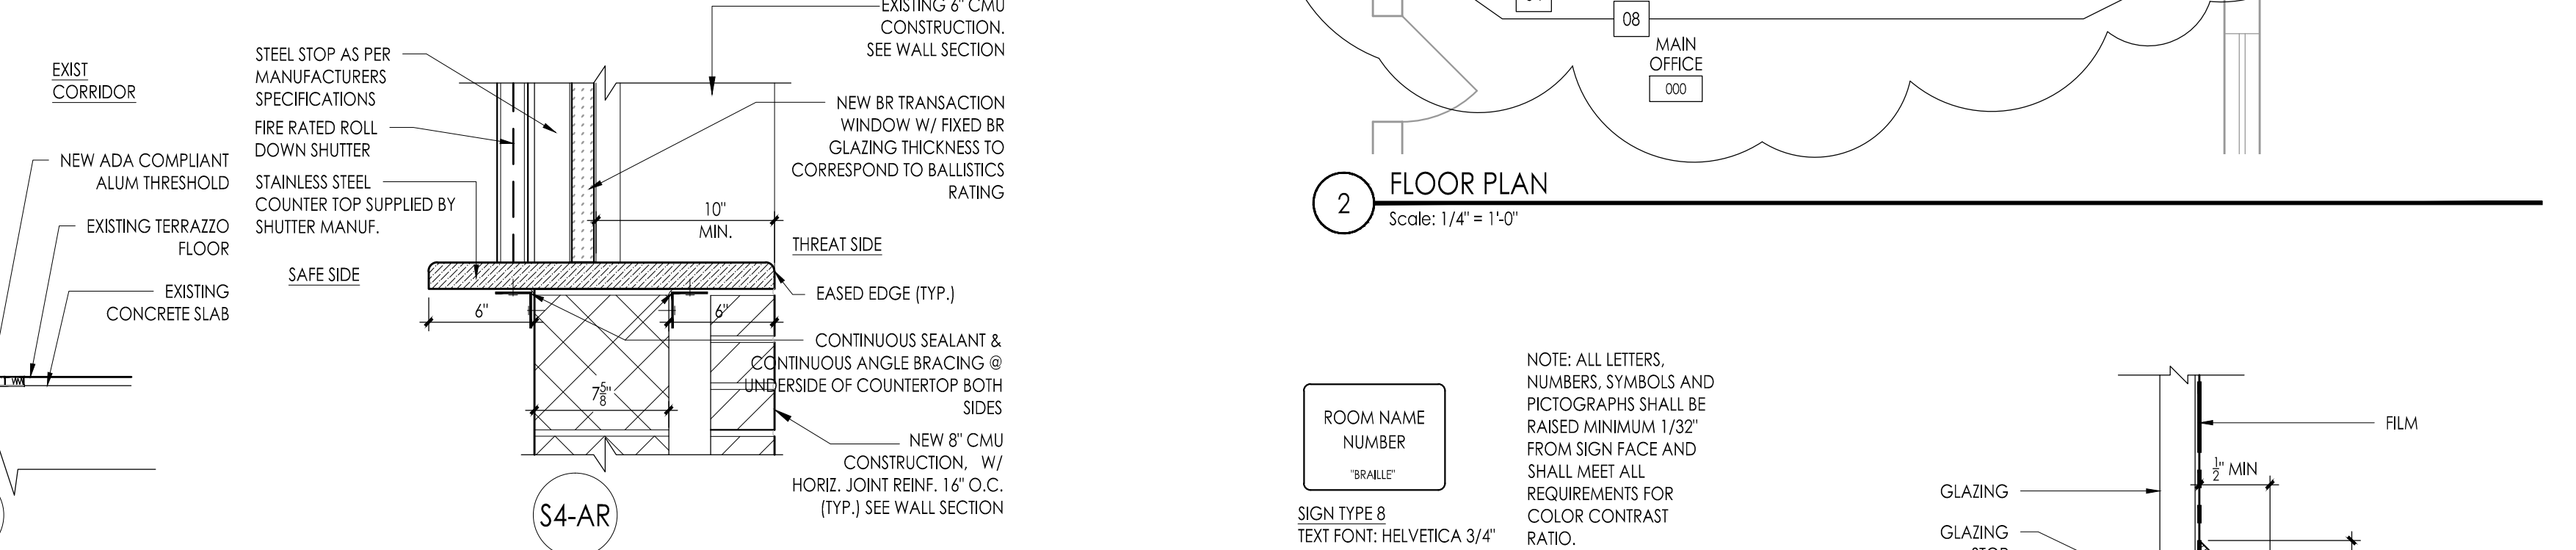 EXIST
CORRIDOR
NEW ADA COMPLIANT
ALUM THRESHOLD
EXISTING TERRAZZO
FLOOR
EXISTING
CONCRETE SLAB
STEEL STOP AS PER
MANUFACTURERS
SPECIFICATIONS
FIRE RATED ROLL
DOWN SHUTTER
STAINLESS STEEL
COUNTER TOP SUPPLIED BY
SHUTTER MANUF.
SAFE SIDE
EXISTING 6" CMU
CONSTRUCTION.
SEE WALL SECTION
NEW BR TRANSACTION
WINDOW W/ FIXED BR
GLAZING THICKNESS TO
CORRESPOND TO BALLISTICS
RATING
10"
MIN.
THREAT SIDE
EASED EDGE (TYP.)
6"
6"
CONTINUOUS SEALANT &
CONTINUOUS ANGLE BRACING @
UNDERSIDE OF COUNTERTOP BOTH
SIDES
7 5/8"
NEW 8" CMU
CONSTRUCTION, W/
HORIZ. JOINT REINF. 16" O.C.
(TYP.) SEE WALL SECTION
S4-AR
08
MAIN
OFFICE
000
2
FLOOR PLAN
Scale: 1/4" = 1'-0"
ROOM NAME
NUMBER
"BRAILLE"
SIGN TYPE 8
TEXT FONT: HELVETICA 3/4"
NOTE: ALL LETTERS,
NUMBERS, SYMBOLS AND
PICTOGRAPHS SHALL BE
RAISED MINIMUM 1/32"
FROM SIGN FACE AND
SHALL MEET ALL
REQUIREMENTS FOR
COLOR CONTRAST
RATIO.
FILM
1/2" MIN
GLAZING
GLAZING
STOP